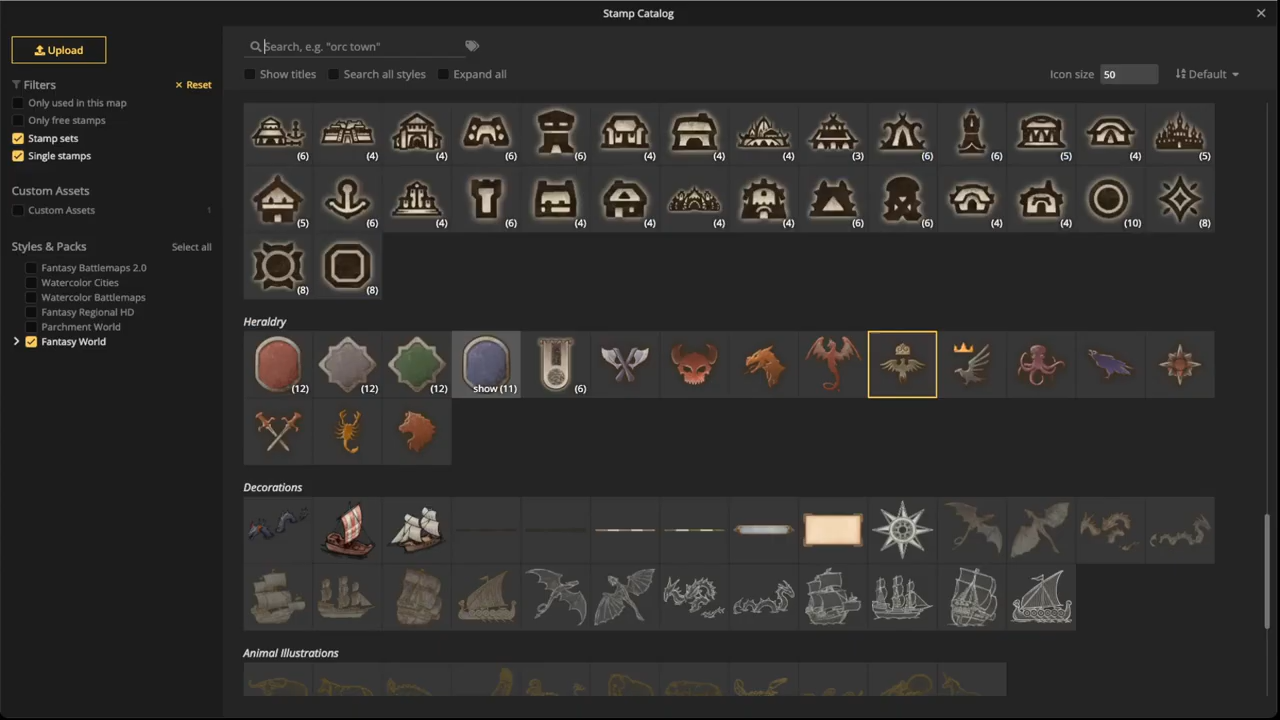 Stamp Catalog
Upload
Search, e.g. "orc town"
Show titles
Search all styles
Expand all
Icon size
50
Default
Filters
Reset
Only used in this map
Only free stamps
Stamp sets
Single stamps
Custom Assets
Custom Assets
1
Styles & Packs
Select all
Fantasy Battlemaps 2.0
Watercolor Cities
Watercolor Battlemaps
Fantasy Regional HD
Parchment World
Fantasy World
(6) (4) (4) (6) (6) (4) (4) (4) (3) (6) (6) (5) (4) (5)
(5) (6) (4) (6) (4) (4) (4) (4) (6) (6) (4) (4) (10) (8)
(8) (8)
Heraldry
(12) (12) (12) show (11) (6)
Decorations
Animal Illustrations